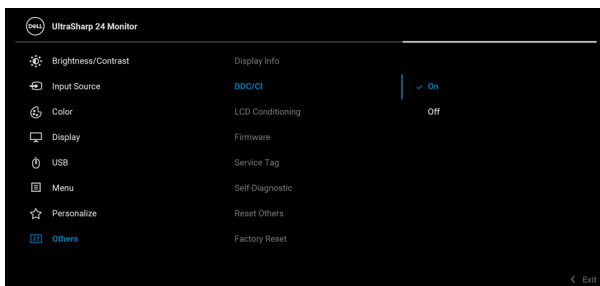 DELL UltraSharp 24 Monitor
Brightness/Contrast Display Info
Input Source DDC/CI ✓ On
Color LCD Conditioning Off
Display Firmware
USB Service Tag
Menu Self-Diagnostic
Personalize Reset Others
Others Factory Reset
< Exit